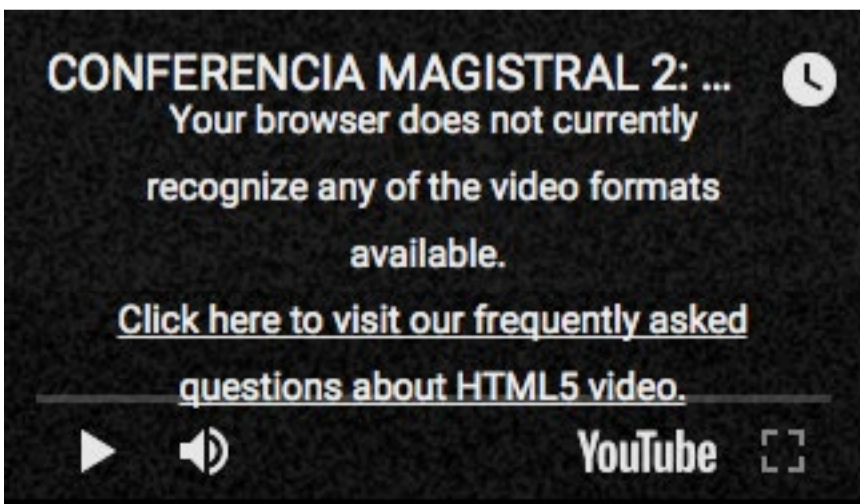 CONFERENCIA MAGISTRAL 2: ...
Your browser does not currently
recognize any of the video formats
available.
Click here to visit our frequently asked
questions about HTML5 video.
YouTube